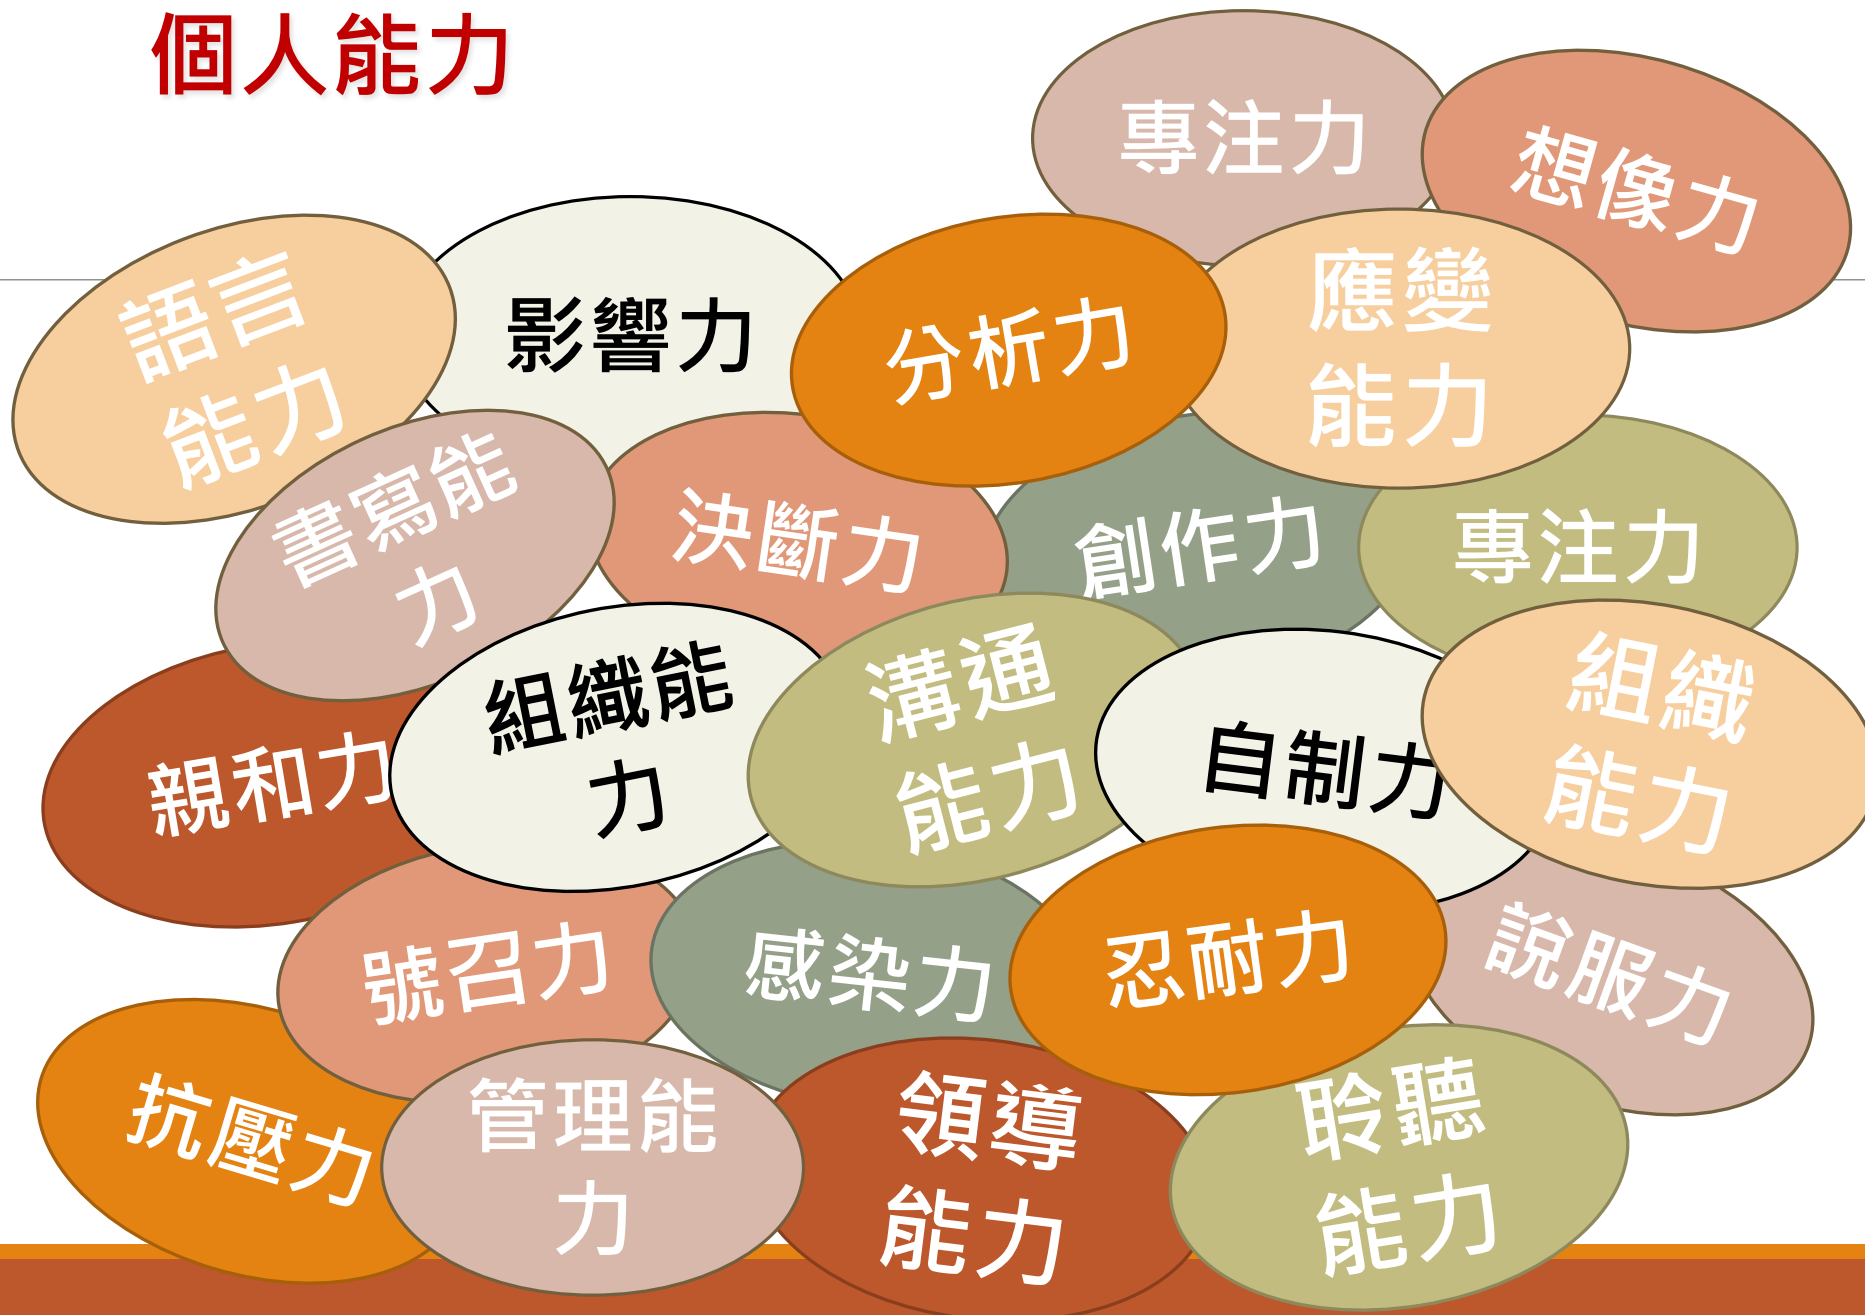 個人能力
專注力
想像力
語言
能力
影響力
分析力
應變
能力
書寫能
力
決斷力
創作力
專注力
親和力
組織能
力
溝通
能力
自制力
組織
能力
號召力
感染力
忍耐力
說服力
抗壓力
管理能
力
領導
能力
聆聽
能力